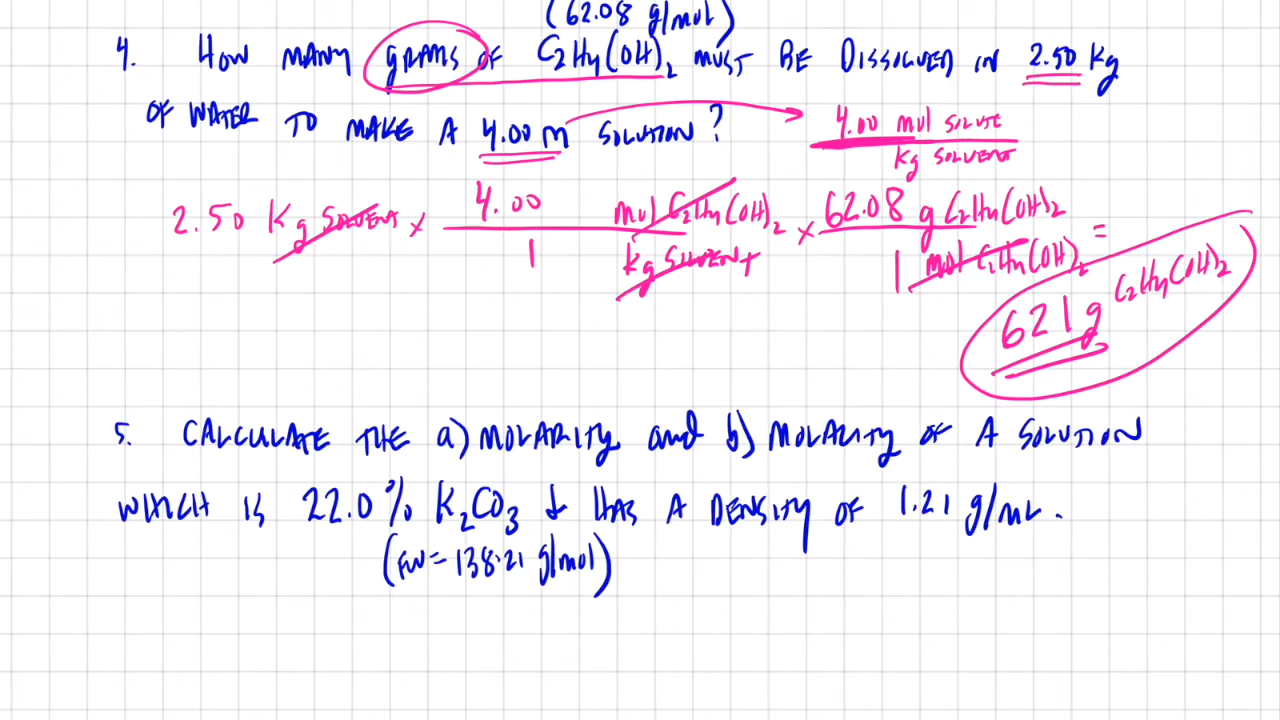 (62.08 g/mol)
4. How many grams of C2H4(OH)2 must be dissolved in 2.50 kg
of water to make a 4.00 m solution?
4.00 mol solute
kg solvent
2.50 kg solvent × 4.00 mol C2H4(OH)2 × 62.08 g C2H4(OH)2 =
1 kg solvent 1 mol C2H4(OH)2
621 g C2H4(OH)2
5. Calculate the a) molarity and b) molality of a solution
which is 22.0% K2CO3 & has a density of 1.21 g/mL.
(FW = 138.21 g/mol)